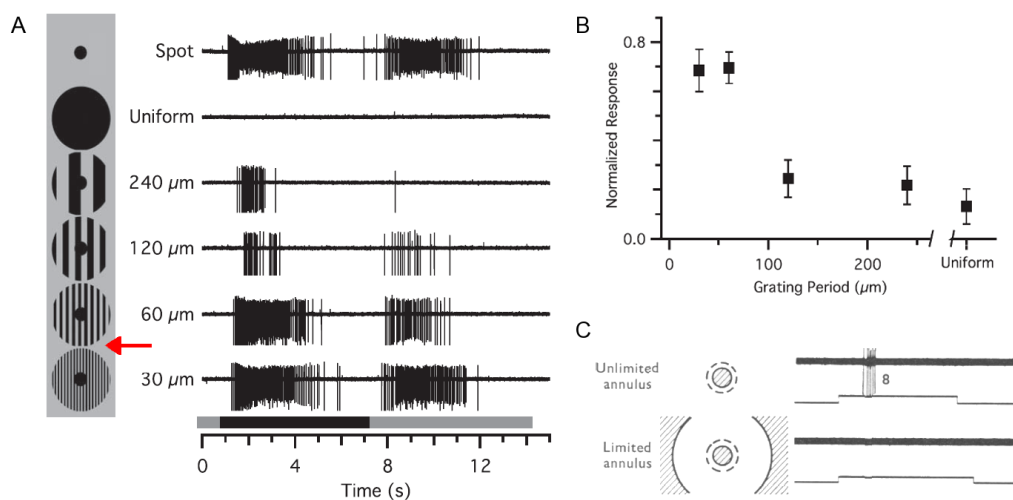 A
Spot
Uniform
240 µm
120 µm
60 µm
30 µm
0
4
8
12
Time (s)
B
0.8
0.0
Normalized Response
0
100
200
Uniform
Grating Period (µm)
C
Unlimited
annulus
8
Limited
annulus